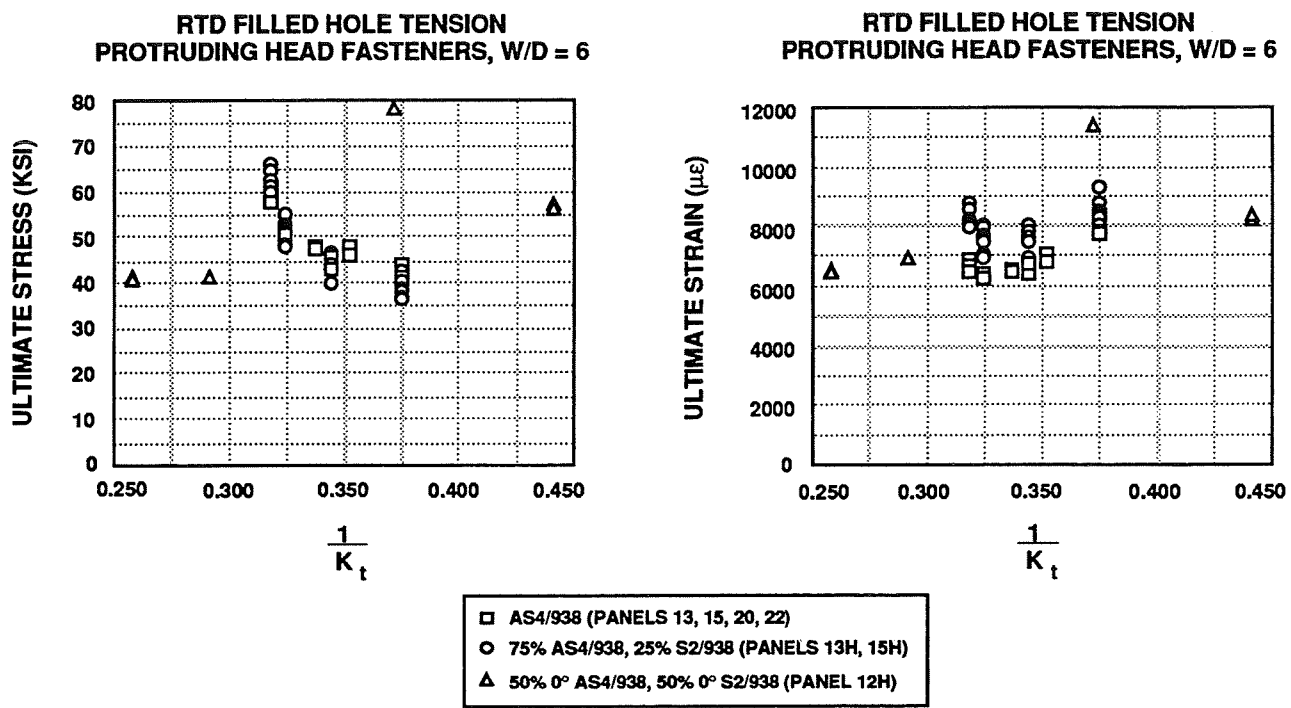 RTD FILLED HOLE TENSION
PROTRUDING HEAD FASTENERS, W/D = 6
ULTIMATE STRESS (KSI)
80
70
60
50
40
30
20
10
0
0.250 0.300 0.350 0.400 0.450
1
K t
RTD FILLED HOLE TENSION
PROTRUDING HEAD FASTENERS, W/D = 6
ULTIMATE STRAIN (με)
12000
10000
8000
6000
4000
2000
0
0.250 0.300 0.350 0.400 0.450
1
K t
AS4/938 (PANELS 13, 15, 20, 22)
75% AS4/938, 25% S2/938 (PANELS 13H, 15H)
50% 0° AS4/938, 50% 0° S2/938 (PANEL 12H)